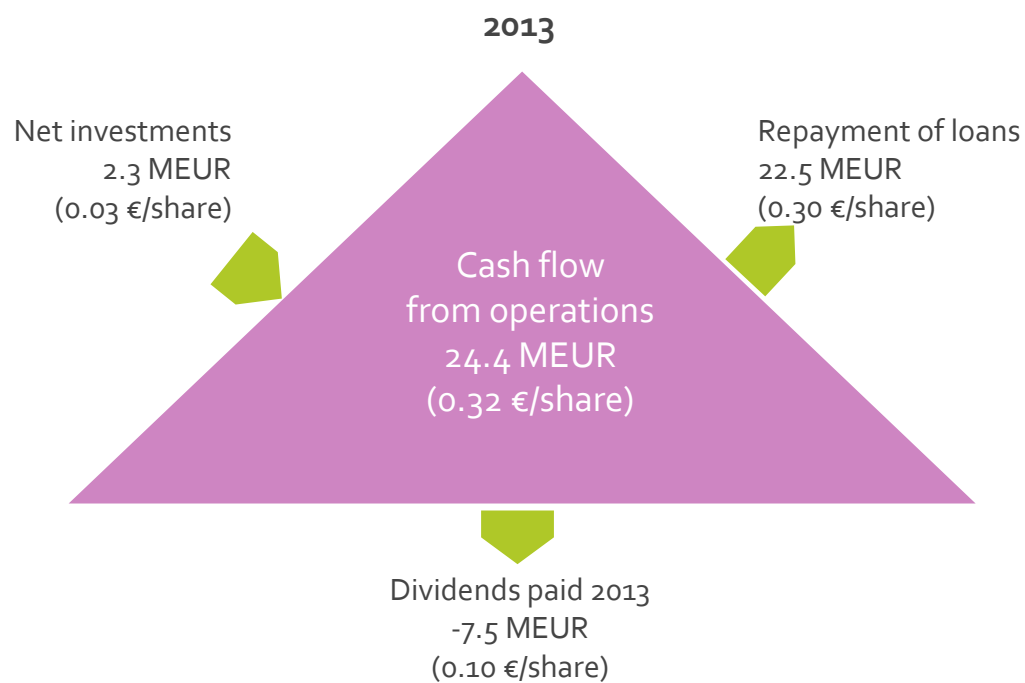 2013
Net investments
2.3 MEUR
(0.03 €/share)
Repayment of loans
22.5 MEUR
(0.30 €/share)
Cash flow
from operations
24.4 MEUR
(0.32 €/share)
Dividends paid 2013
-7.5 MEUR
(0.10 €/share)